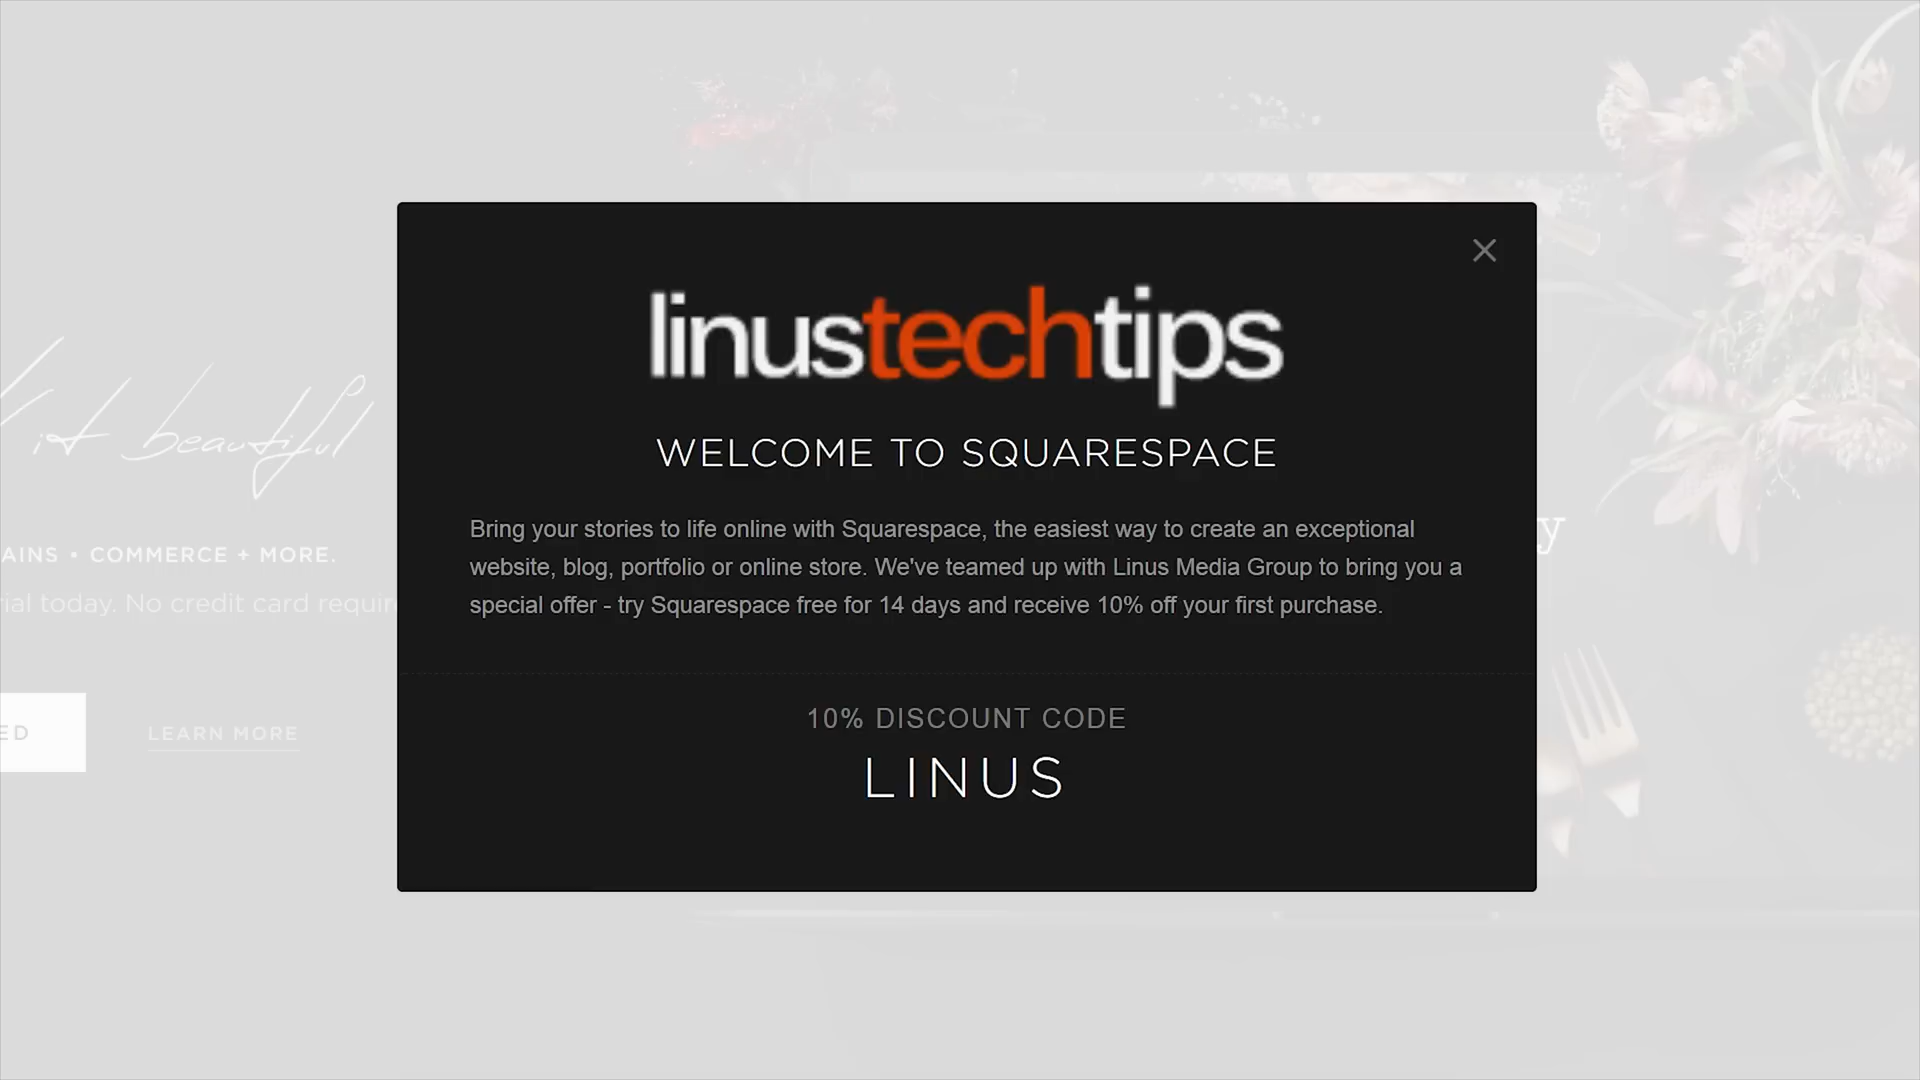 linustechtips
WELCOME TO SQUARESPACE
Bring your stories to life online with Squarespace, the easiest way to create an exceptional
website, blog, portfolio or online store. We've teamed up with Linus Media Group to bring you a
special offer - try Squarespace free for 14 days and receive 10% off your first purchase.
10% DISCOUNT CODE
LINUS
it beautiful
AINS • COMMERCE + MORE.
ial today. No credit card requir
ED
LEARN MORE
y